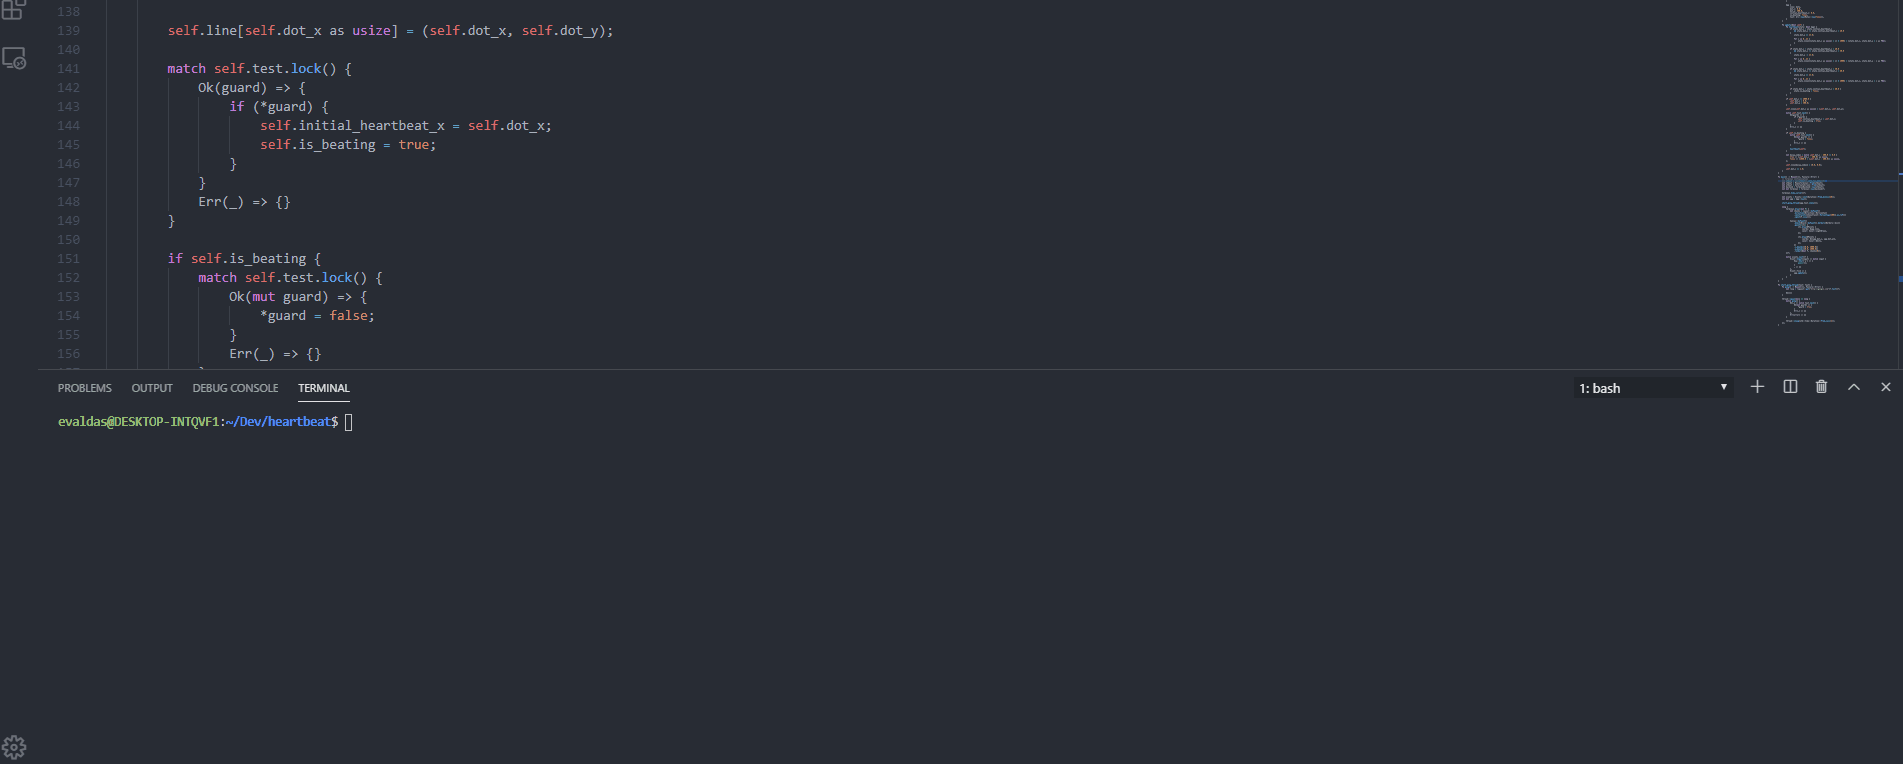 138
139 self.line[self.dot_x as usize] = (self.dot_x, self.dot_y);
140
141 match self.test.lock() {
142 Ok(guard) => {
143 if (*guard) {
144 self.initial_heartbeat_x = self.dot_x;
145 self.is_beating = true;
146 }
147 }
148 Err(_) => {}
149 }
150
151 if self.is_beating {
152 match self.test.lock() {
153 Ok(mut guard) => {
154 *guard = false;
155 }
156 Err(_) => {}
PROBLEMS OUTPUT DEBUG CONSOLE TERMINAL 1: bash
evaldas@DESKTOP-INTQVF1:~/Dev/heartbeat$